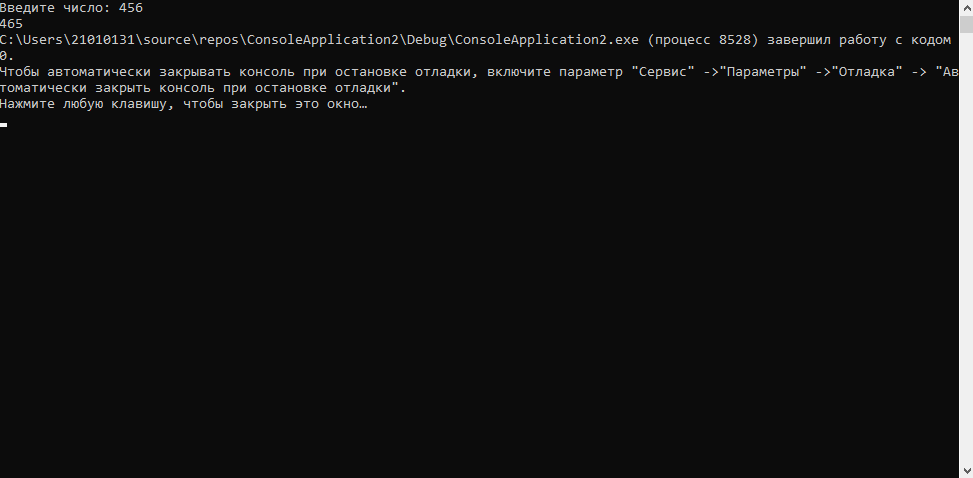 Введите число: 456
465
C:\Users\21010131\source\repos\ConsoleApplication2\Debug\ConsoleApplication2.exe (процесс 8528) завершил работу с кодом
0.
Чтобы автоматически закрывать консоль при остановке отладки, включите параметр "Сервис" ->"Параметры" ->"Отладка" -> "Ав
томатически закрыть консоль при остановке отладки".
Нажмите любую клавишу, чтобы закрыть это окно…